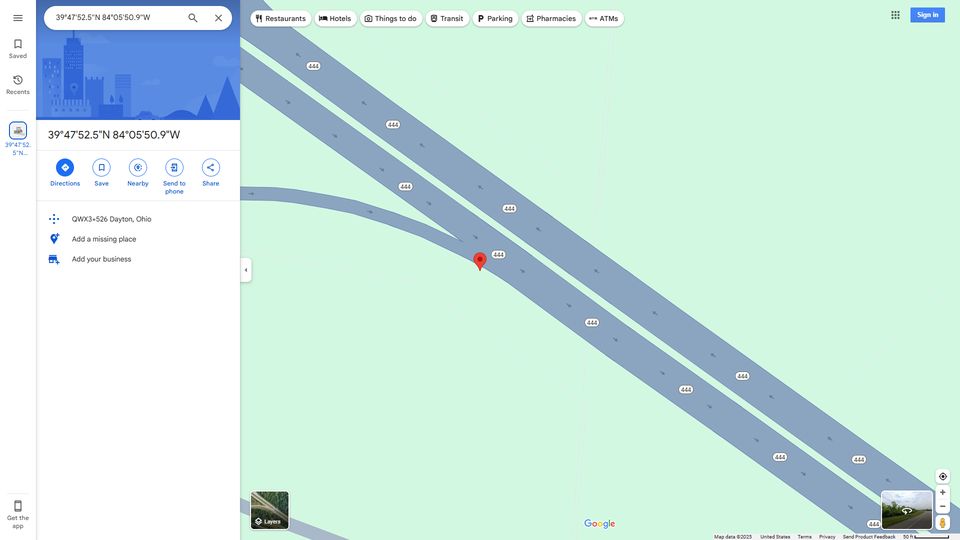 39°47'52.5"N 84°05'50.9"W
Restaurants
Hotels
Things to do
Transit
Parking
Pharmacies
ATMs
Sign in
Saved
Recents
39°47'52.
5"N...
39°47'52.5"N 84°05'50.9"W
Directions
Save
Nearby
Send to
phone
Share
QWX3+526 Dayton, Ohio
Add a missing place
Add your business
Get the
app
444
444
444
444
444
444
444
444
444
444
444
Layers
Google
Map data ©2025
United States
Terms
Privacy
Send Product Feedback
50 ft